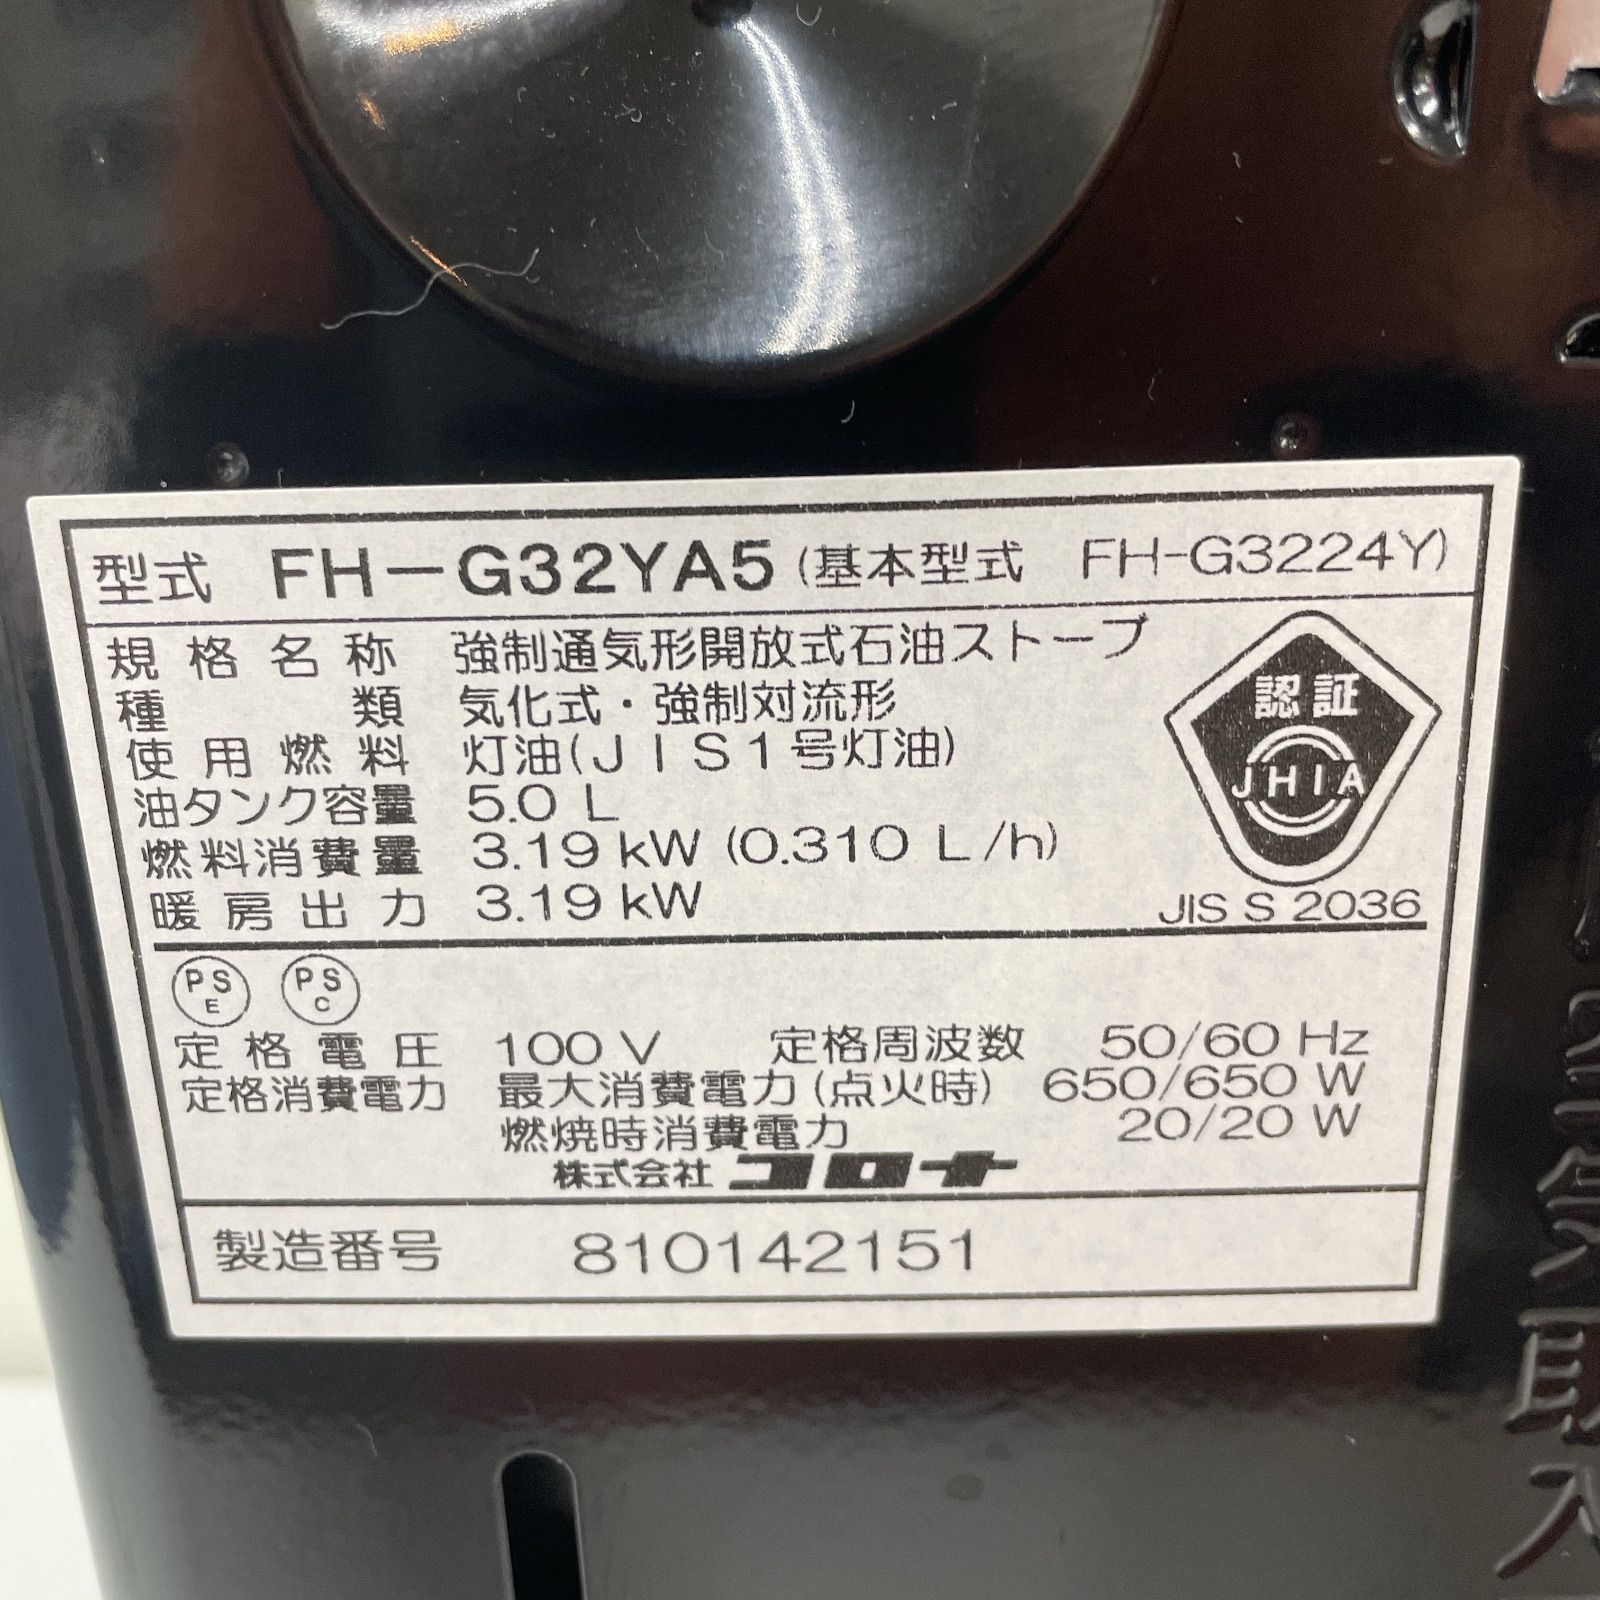 型式 FH-G32YA5 (基本型式 FH-G3224Y)
規格名称 強制通気形開放式石油ストーブ
種類 気化式・強制対流形
使用燃料 灯油(JIS1号灯油)
油タンク容量 5.0 L
燃料消費量 3.19 kW (0.310 L/h)
暖房出力 3.19 kW
認証
JHIA
JIS S 2036
PS E PS C
定格電圧 100 V 定格周波数 50/60 Hz
定格消費電力 最大消費電力(点火時) 650/650 W
燃焼時消費電力 20/20 W
株式会社 コロナ
製造番号 810142151